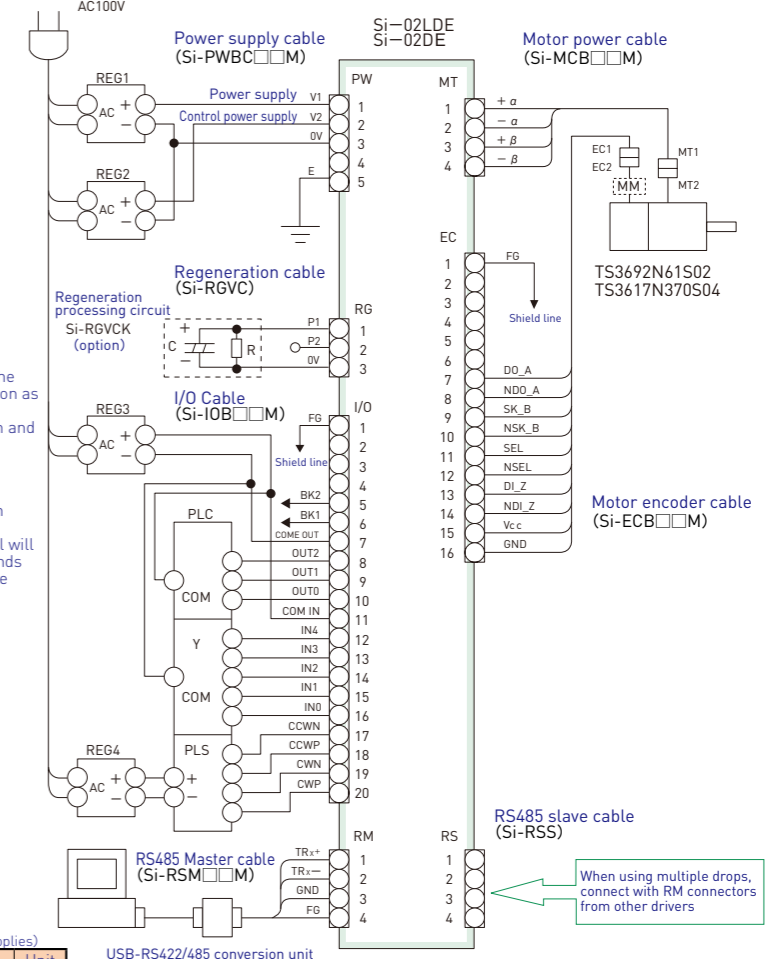 AC100V
Si—02LDE
Si—02DE
Power supply cable
(Si-PWBC□□M)
Motor power cable
(Si-MCB□□M)
REG1
AC
+
−
REG2
AC
+
−
Power supply V1
Control power supply V2
0V
E
PW
1
2
3
4
5
MT
1
2
3
4
+ α
− α
+ β
− β
EC1
EC2
MM
MT1
MT2
TS3692N61S02
TS3617N370S04
Regeneration cable
(Si-RGVC)
Regeneration
processing circuit
Si-RGVCK
(option)
+
C
−
R
P1
P2
0V
RG
1
2
3
EC
1
2
3
4
5
6
7
8
9
10
11
12
13
14
15
16
FG
Shield line
DO_A
NDO_A
SK_B
NSK_B
SEL
NSEL
DI_Z
NDI_Z
Vcc
GND
Motor encoder cable
(Si-ECB□□M)
I/O Cable
(Si-IOB□□M)
REG3
AC
+
−
FG
Shield line
BK2
BK1
COME OUT
OUT2
OUT1
OUT0
COM IN
IN4
IN3
IN2
IN1
IN0
CCWN
CCWP
CWN
CWP
I/O
1
2
3
4
5
6
7
8
9
10
11
12
13
14
15
16
17
18
19
20
PLC
COM
Y
COM
PLS
+
−
REG4
AC
+
−
on as
n and
l will
nds
plies)
Unit
RS485 Master cable
(Si-RSM□□M)
TRx+
TRx−
GND
FG
RM
1
2
3
4
USB-RS422/485 conversion unit
RS485 slave cable
(Si-RSS)
RS
1
2
3
4
When using multiple drops,
connect with RM connectors
from other drivers